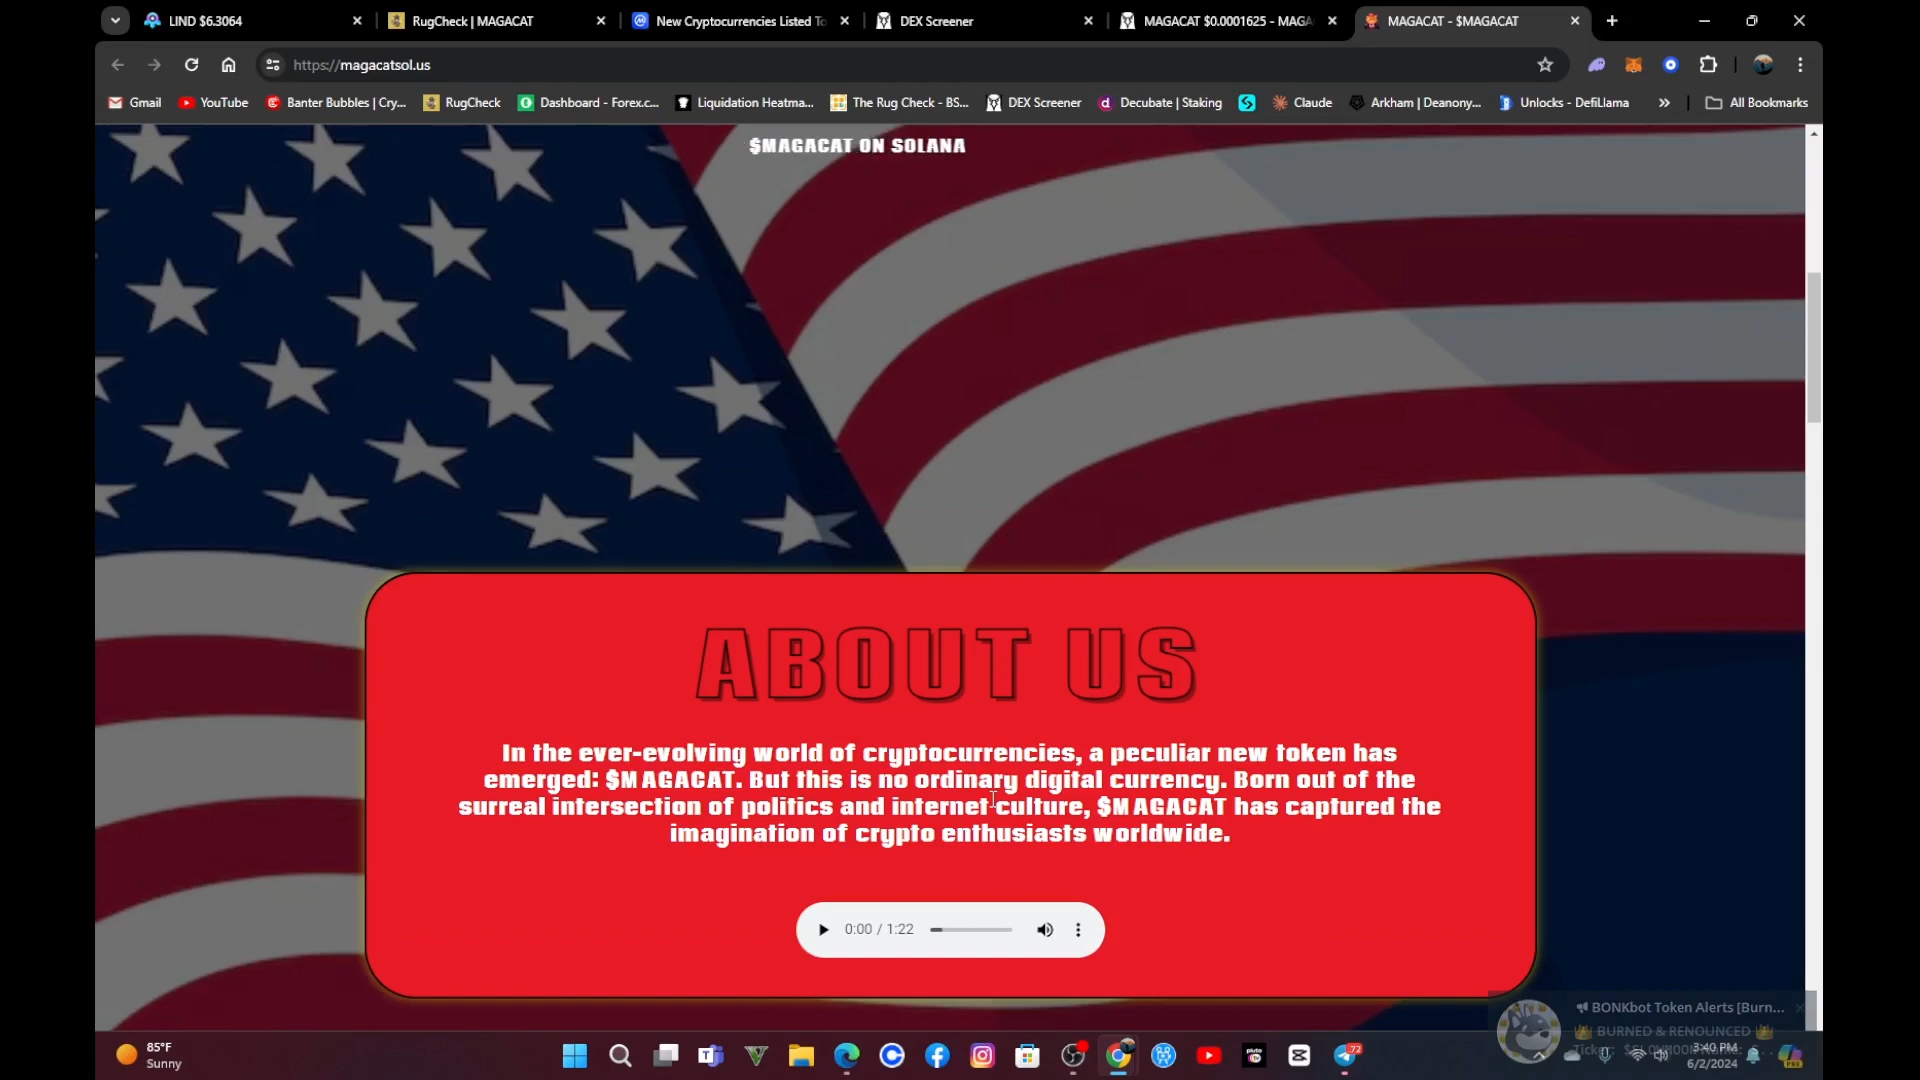 LIND $6.3064
RugCheck | MAGACAT
New Cryptocurrencies Listed To
DEX Screener
MAGACAT $0.0001625 - MAGA
MAGACAT - $MAGACAT
https://magacatsol.us
Gmail
YouTube
Banter Bubbles | Cry...
RugCheck
Dashboard - Forex.c...
Liquidation Heatma...
The Rug Check - BS...
DEX Screener
Decubate | Staking
Claude
Arkham | Deanony...
Unlocks - DefiLlama
All Bookmarks
$MAGACAT ON SOLANA
ABOUT US
In the ever-evolving world of cryptocurrencies, a peculiar new token has
emerged: $MAGACAT. But this is no ordinary digital currency. Born out of the
surreal intersection of politics and internet culture, $MAGACAT has captured the
imagination of crypto enthusiasts worldwide.
0:00 / 1:22
BONKbot Token Alerts [Burn...
BURNED & RENOUNCED
Ticker:
85°F
Sunny
72
3:40 PM
6/2/2024